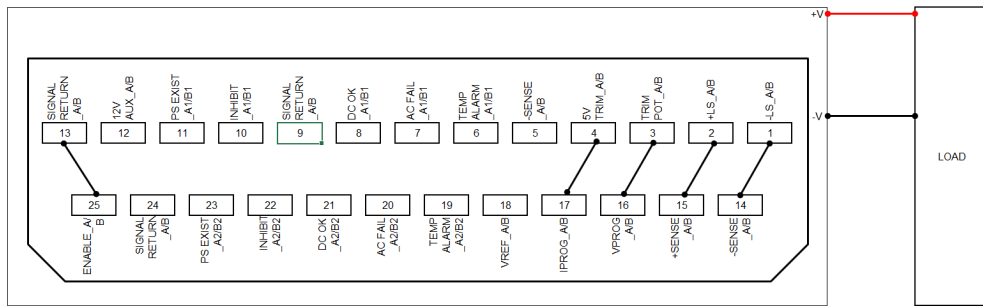 +V
SIGNAL
RETURN
_A/B
12V
AUX_A/B
PS EXIST
_A1/B1
INHIBIT
_A1/B1
SIGNAL
RETURN
_A/B
DC OK
_A1/B1
AC FAIL
_A1/B1
TEMP
ALARM
_A1/B1
-SENSE
_A/B
5V
TRIM_A/B
TRIM
POT_A/B
+LS_A/B
-LS_A/B
-V
13 12 11 10 9 8 7 6 5 4 3 2 1
LOAD
25 24 23 22 21 20 19 18 17 16 15 14
ENABLE_A/
B
SIGNAL
RETURN
_A/B
PS EXIST
_A2/B2
INHIBIT
_A2/B2
DC OK
_A2/B2
AC FAIL
_A2/B2
TEMP
ALARM
_A2/B2
VREF_A/B
IPROG_A/B
VPROG
_A/B
+SENSE
_A/B
-SENSE
_A/B